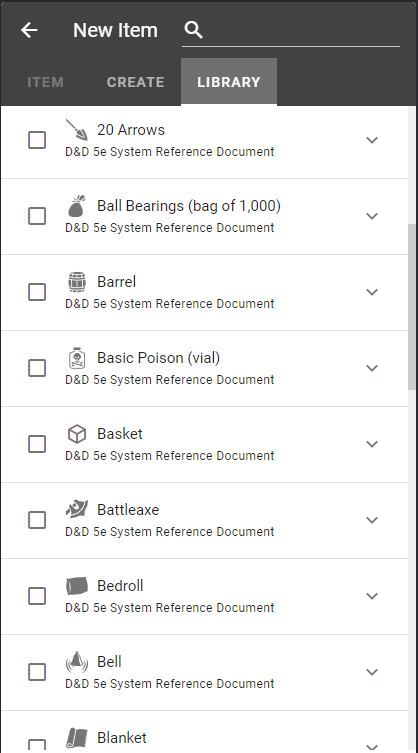 New Item
ITEM CREATE LIBRARY
20 Arrows
D&D 5e System Reference Document
Ball Bearings (bag of 1,000)
D&D 5e System Reference Document
Barrel
D&D 5e System Reference Document
Basic Poison (vial)
D&D 5e System Reference Document
Basket
D&D 5e System Reference Document
Battleaxe
D&D 5e System Reference Document
Bedroll
D&D 5e System Reference Document
Bell
D&D 5e System Reference Document
Blanket